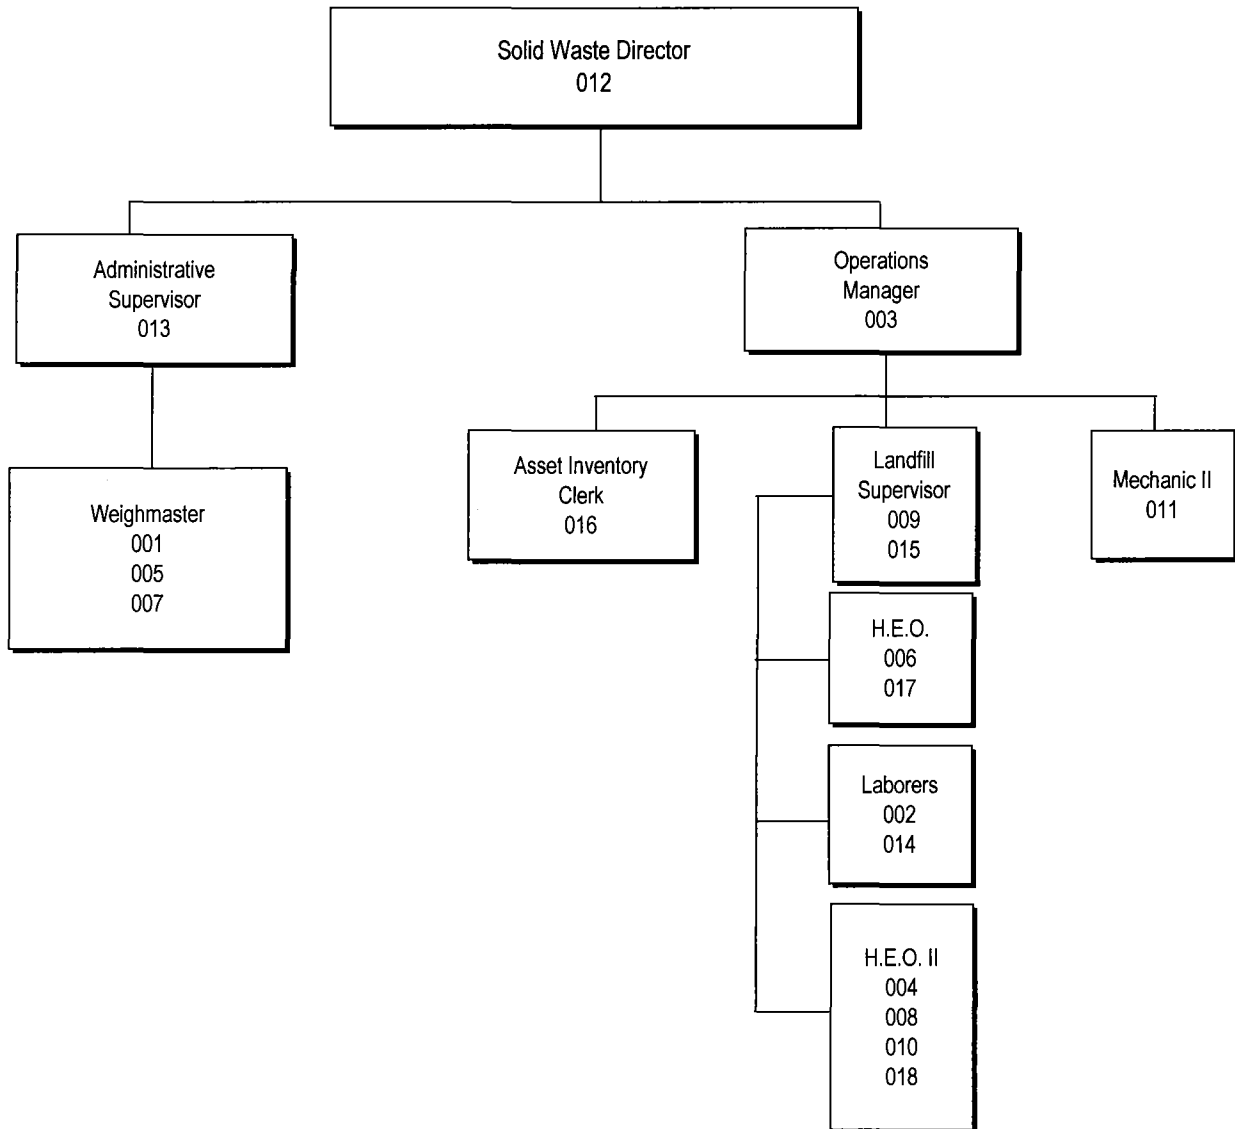 Solid Waste Director
012
Administrative
Supervisor
013
Operations
Manager
003
Weighmaster
001
005
007
Asset Inventory
Clerk
016
Landfill
Supervisor
009
015
Mechanic II
011
H.E.O.
006
017
Laborers
002
014
H.E.O. II
004
008
010
018